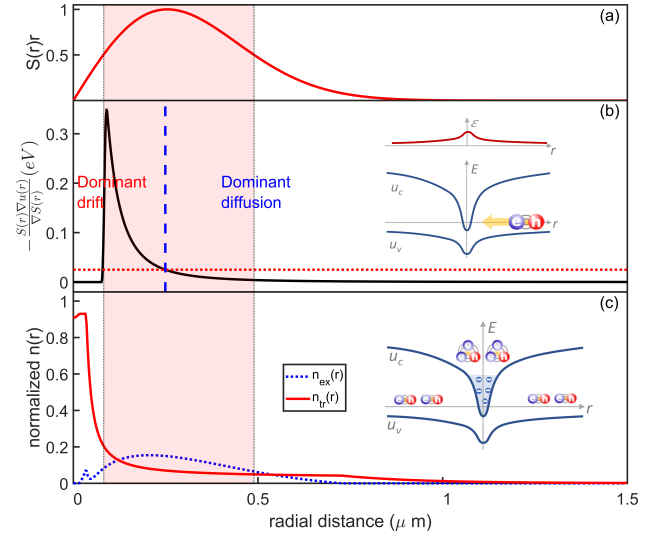 (a)
1
0.5
S(r)r
(b)
0.3
0.2
0.1
0
− S(r)∇u(r) / ∇S(r) (eV)
Dominant drift
Dominant diffusion
ℰ
r
E
u_c
e h
r
u_v
(c)
1
0.8
0.6
0.4
0.2
0
normalized n(r)
n_ex(r)
n_tr(r)
E
u_c
e e
e h e h
e h e h
e h e h
r
u_v
0
0.5
1
1.5
radial distance (μ m)